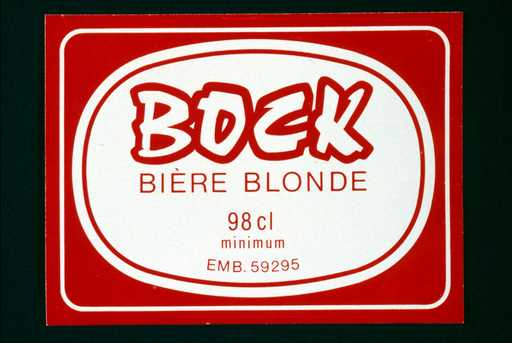 BOCK
BIÈRE BLONDE
98 cl
minimum
EMB. 59295